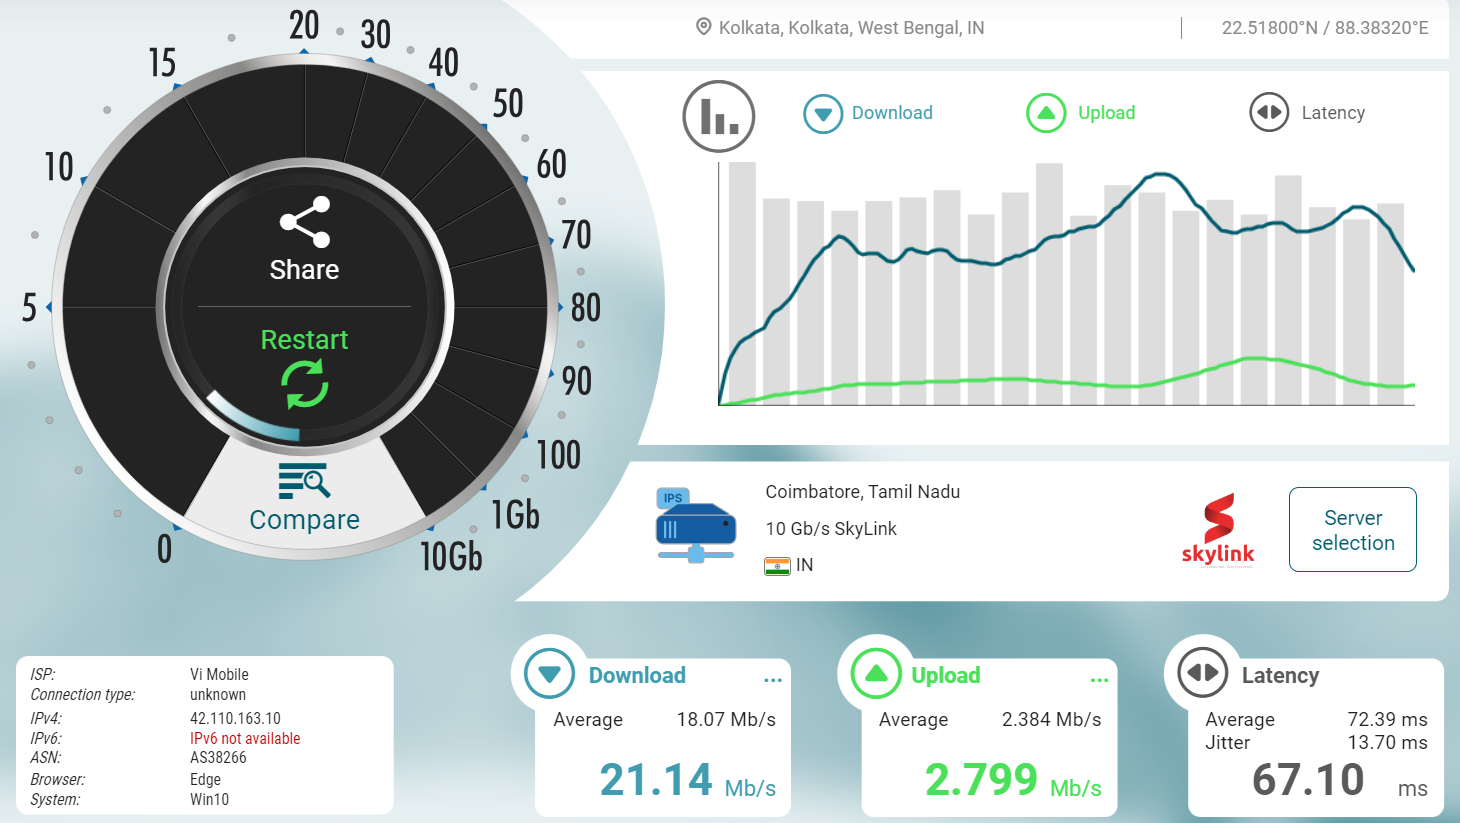 Kolkata, Kolkata, West Bengal, IN
22.51800°N / 88.38320°E
Download
Upload
Latency
0
5
10
15
20
30
40
50
60
70
80
90
100
1Gb
10Gb
Share
Restart
Compare
IPS
Coimbatore, Tamil Nadu
10 Gb/s SkyLink
IN
skylink
Server
selection
ISP: Vi Mobile
Connection type: unknown
IPv4: 42.110.163.10
IPv6: IPv6 not available
ASN: AS38266
Browser: Edge
System: Win10
Download ...
Average 18.07 Mb/s
21.14 Mb/s
Upload ...
Average 2.384 Mb/s
2.799 Mb/s
Latency
Average 72.39 ms
Jitter 13.70 ms
67.10 ms